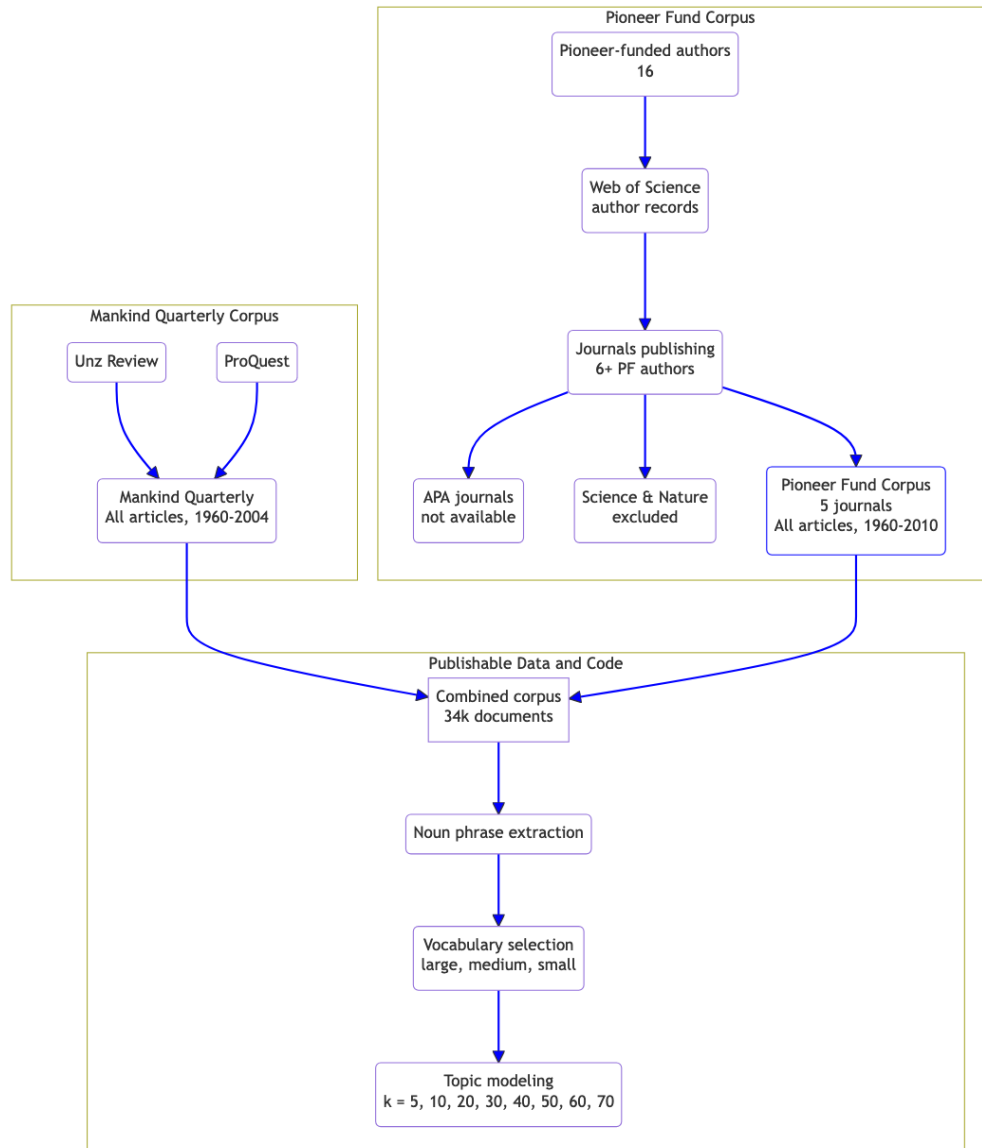 Pioneer Fund Corpus
Pioneer-funded authors
16
Web of Science
author records
Journals publishing
6+ PF authors
APA journals
not available
Science & Nature
excluded
Pioneer Fund Corpus
5 journals
All articles, 1960-2010
Mankind Quarterly Corpus
Unz Review
ProQuest
Mankind Quarterly
All articles, 1960-2004
Publishable Data and Code
Combined corpus
34k documents
Noun phrase extraction
Vocabulary selection
large, medium, small
Topic modeling
k = 5, 10, 20, 30, 40, 50, 60, 70